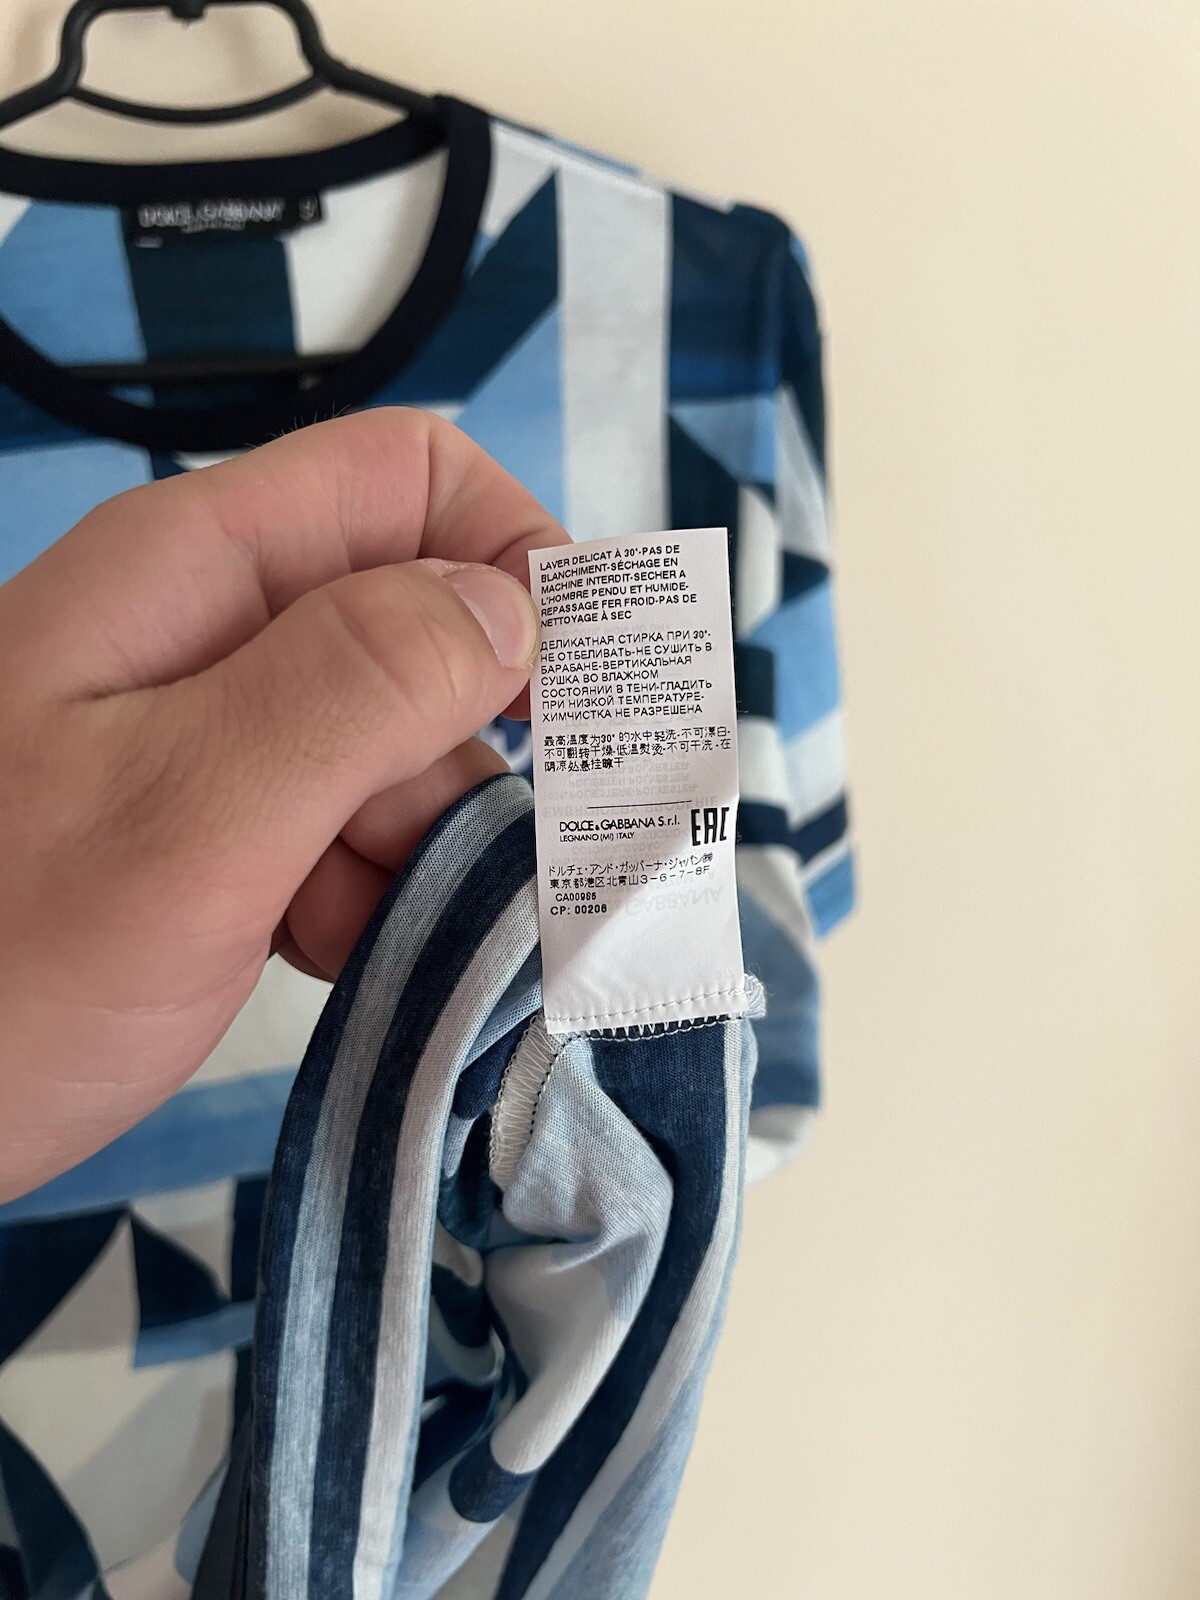 DOLCE & GABBANA
LAVER DELICAT À 30°-PAS DE
BLANCHIMENT-SÉCHAGE EN
MACHINE INTERDIT-SECHER A
L'HOMBRE PENDU ET HUMIDE-
REPASSAGE FER FROID-PAS DE
NETTOYAGE À SEC
ДЕЛИКАТНАЯ СТИРКА ПРИ 30°-
НЕ ОТБЕЛИВАТЬ-НЕ СУШИТЬ В
БАРАБАНЕ-ВЕРТИКАЛЬНАЯ
СУШКА ВО ВЛАЖНОМ
СОСТОЯНИИ В ТЕНИ-ГЛАДИТЬ
ПРИ НИЗКОЙ ТЕМПЕРАТУРЕ-
ХИМЧИСТКА НЕ РАЗРЕШЕНА
最高温度为30° 的水中轻洗-不可漂白-
不可翻转干燥-低温熨烫-不可干洗-在
阴凉处悬挂晾干
DOLCE & GABBANA S.r.l.
LEGNANO (MI) ITALY
EAC
ドルチェ・アンド・ガッバーナ・ジャパン㈱
東京都港区北青山3-6-7-8F
CA00965
CP: 00206